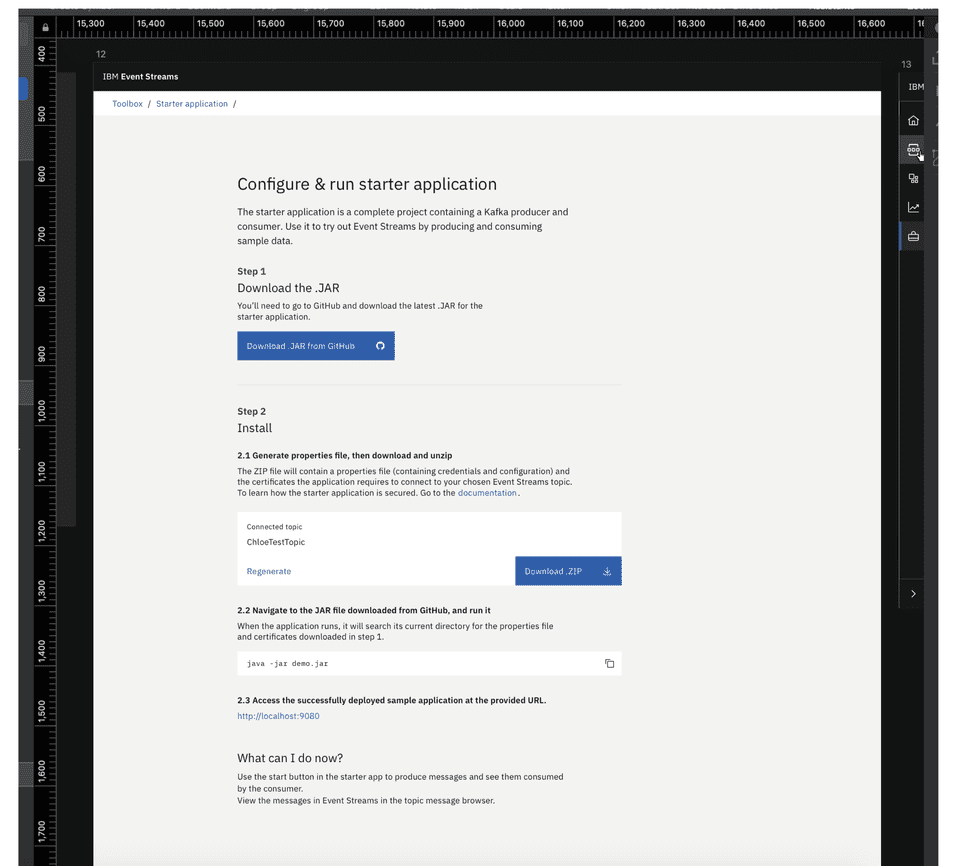 15,300 15,400 15,500 15,600 15,700 15,800 15,900 16,000 16,100 16,200 16,300 16,400 16,500 16,600
400
500
600
700
800
900
1,000
1,100
1,200
1,300
1,400
1,500
1,600
1,700
12
13
IBM Event Streams
IBM
Toolbox / Starter application /
Configure & run starter application
The starter application is a complete project containing a Kafka producer and
consumer. Use it to try out Event Streams by producing and consuming
sample data.
Step 1
Download the .JAR
You'll need to go to GitHub and download the latest .JAR for the
starter application.
Download .JAR from GitHub
Step 2
Install
2.1 Generate properties file, then download and unzip
The ZIP file will contain a properties file (containing credentials and configuration) and
the certificates the application requires to connect to your chosen Event Streams topic.
To learn how the starter application is secured. Go to the documentation.
Connected topic
ChloeTestTopic
Regenerate
Download .ZIP
2.2 Navigate to the JAR file downloaded from GitHub, and run it
When the application runs, it will search its current directory for the properties file
and certificates downloaded in step 1.
java -jar demo.jar
2.3 Access the successfully deployed sample application at the provided URL.
http://localhost:9080
What can I do now?
Use the start button in the starter app to produce messages and see them consumed
by the consumer.
View the messages in Event Streams in the topic message browser.